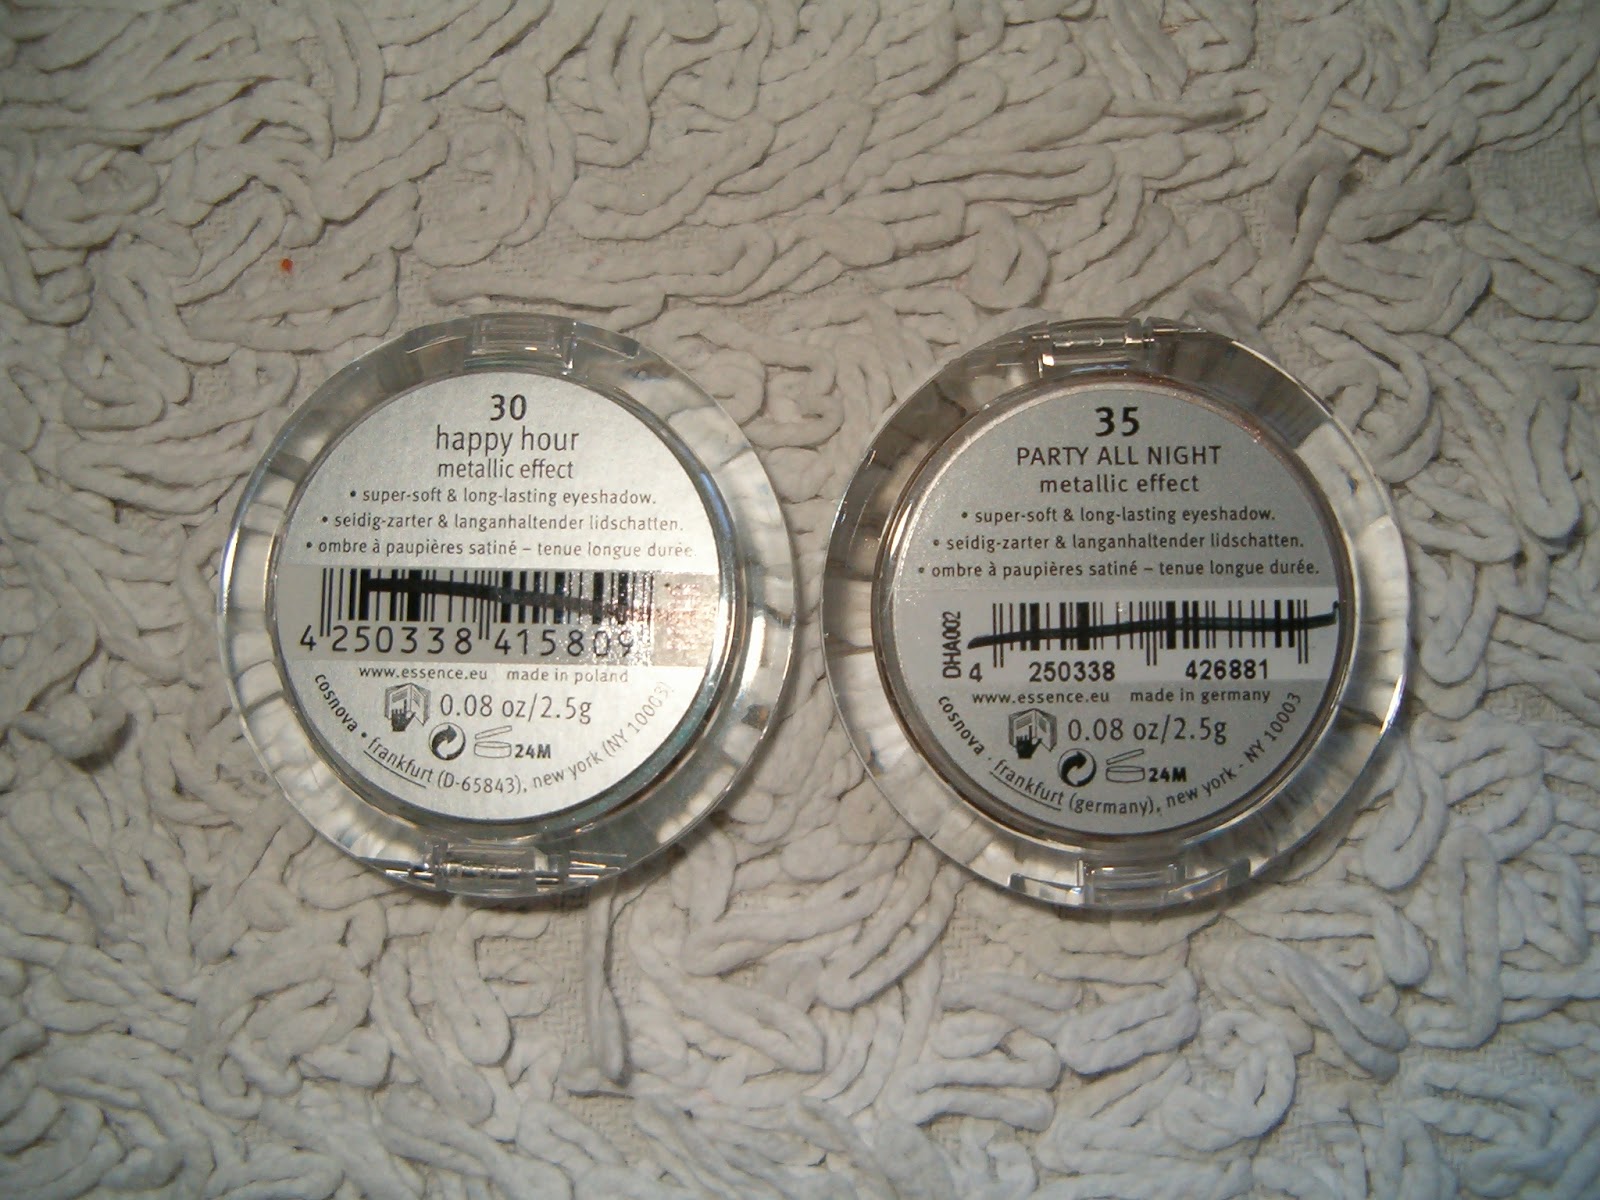 30
happy hour
metallic effect
• super-soft & long-lasting eyeshadow.
• seidig-zarter & langanhaltender lidschatten.
• ombre à paupières satiné – tenue longue durée.
4 250338 415809
www.essence.eu made in poland
0.08 oz/2.5g
24M
cosnova • frankfurt (D-65843), new york (NY 10003)
35
PARTY ALL NIGHT
metallic effect
• super-soft & long-lasting eyeshadow.
• seidig-zarter & langanhaltender lidschatten.
• ombre à paupières satiné – tenue longue durée.
DHA002
4 250338 426881
www.essence.eu made in germany
0.08 oz/2.5g
24M
cosnova · frankfurt (germany), new york - NY 10003